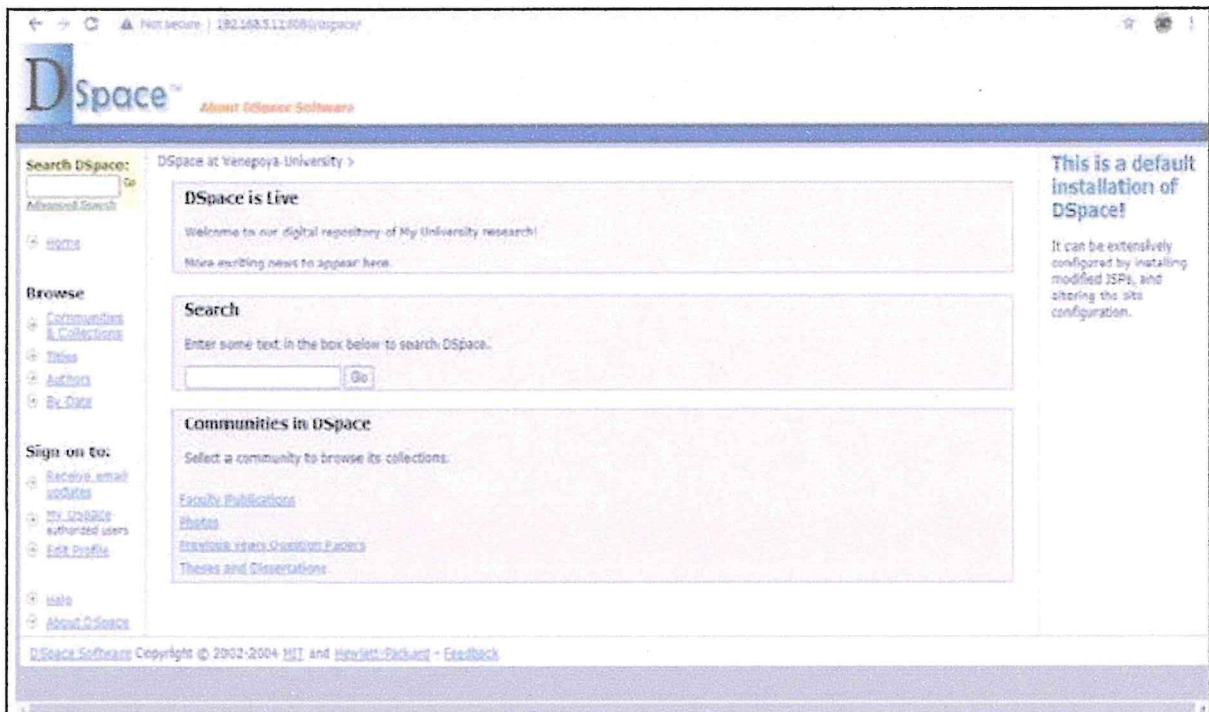 Not secure | 192.168.5.11:8080/dspace/
DSpace™
About DSpace Software
Search DSpace:
Go
Advanced Search
Home
Browse
Communities
& Collections
Titles
Authors
By Date
Sign on to:
Receive email
updates
My DSpace
authorized users
Edit Profile
Help
About DSpace
DSpace at Yenepoya University >
DSpace is Live
Welcome to our digital repository of My University research!
More exciting news to appear here.
Search
Enter some text in the box below to search DSpace.
Go
Communities in DSpace
Select a community to browse its collections.
Faculty Publications
Photos
Previous Years Question Papers
Theses and Dissertations
This is a default
installation of
DSpace!
It can be extensively
configured by installing
modified JSPs, and
altering the site
configuration.
DSpace Software Copyright © 2002-2004 MIT and Hewlett-Packard - Feedback